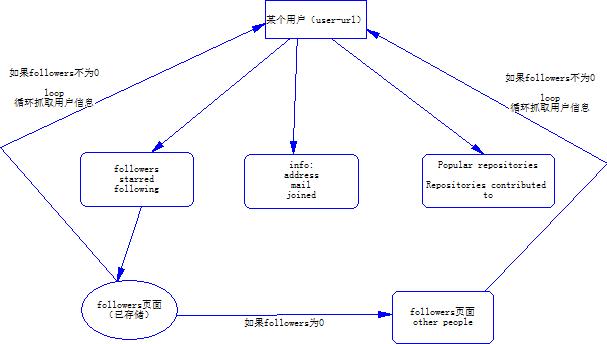 某个用户（user-url）
如果followers不为0
loop
循环抓取用户信息
如果followers不为0
loop
循环抓取用户信息
followers
starred
following
info:
address
mail
joined
Popular repositories
Repositories contributed
to
followers页面
（已存储）
如果followers为0
followers页面
other people